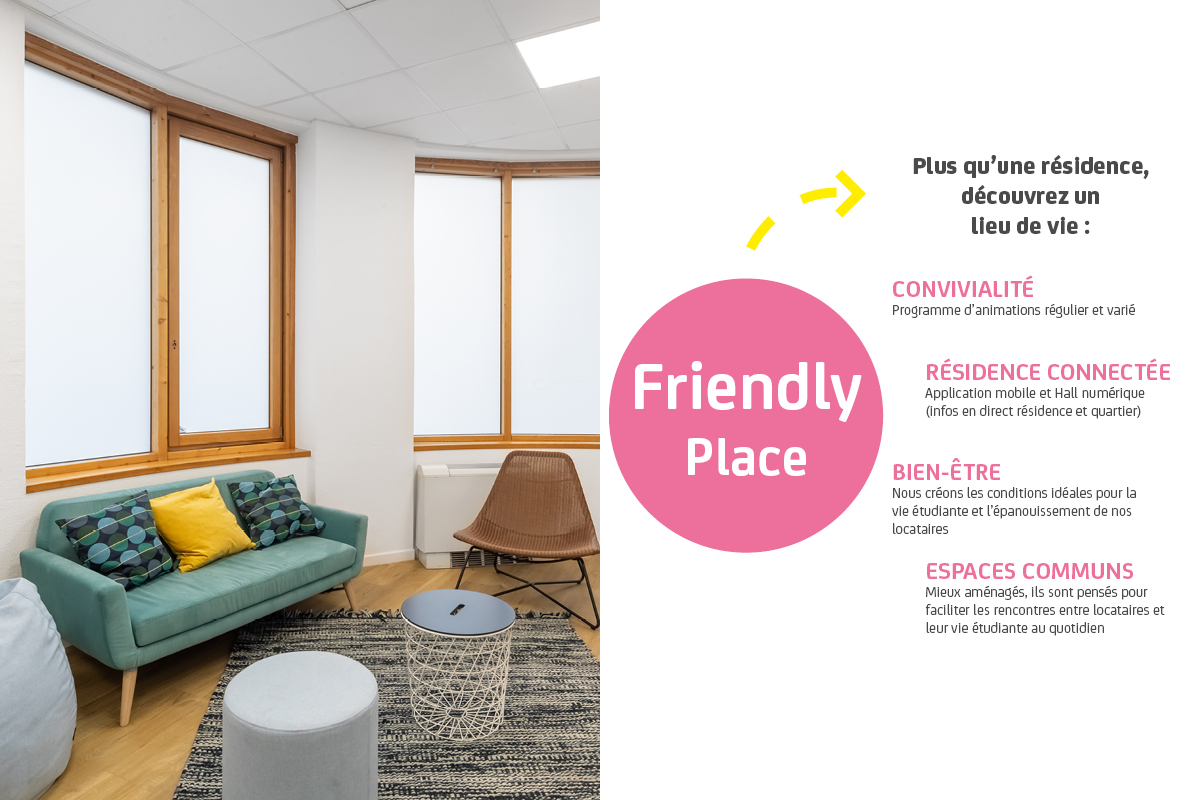 Plus qu’une résidence,
découvrez un
lieu de vie :
Friendly
Place
CONVIVIALITÉ
Programme d’animations régulier et varié
RÉSIDENCE CONNECTÉE
Application mobile et Hall numérique
(infos en direct résidence et quartier)
BIEN-ÊTRE
Nous créons les conditions idéales pour la
vie étudiante et l’épanouissement de nos
locataires
ESPACES COMMUNS
Mieux aménagés, ils sont pensés pour
faciliter les rencontres entre locataires et
leur vie étudiante au quotidien